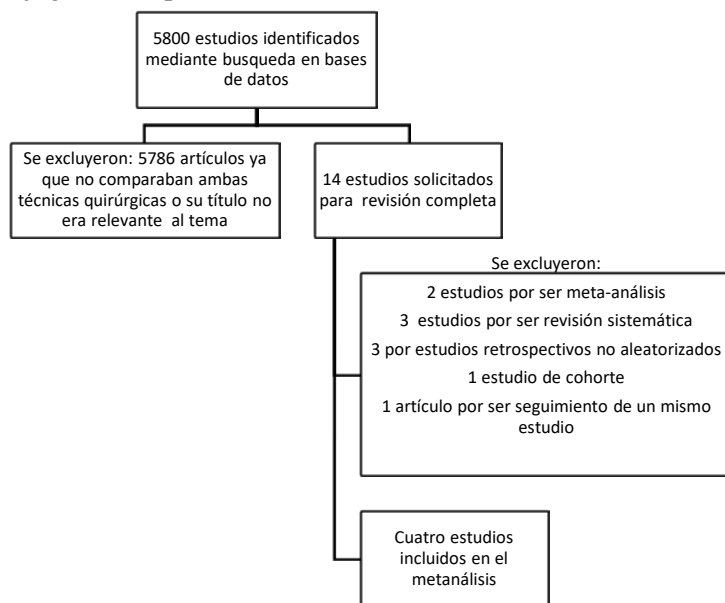 5800 estudios identificados
mediante busqueda en bases
de datos
Se excluyeron: 5786 artículos ya
que no comparaban ambas
técnicas quirúrgicas o su título no
era relevante al tema
14 estudios solicitados
para revisión completa
Se excluyeron:
2 estudios por ser meta-análisis
3 estudios por ser revisión sistemática
3 por estudios retrospectivos no aleatorizados
1 estudio de cohorte
1 artículo por ser seguimiento de un mismo
estudio
Cuatro estudios
incluidos en el
metanálisis